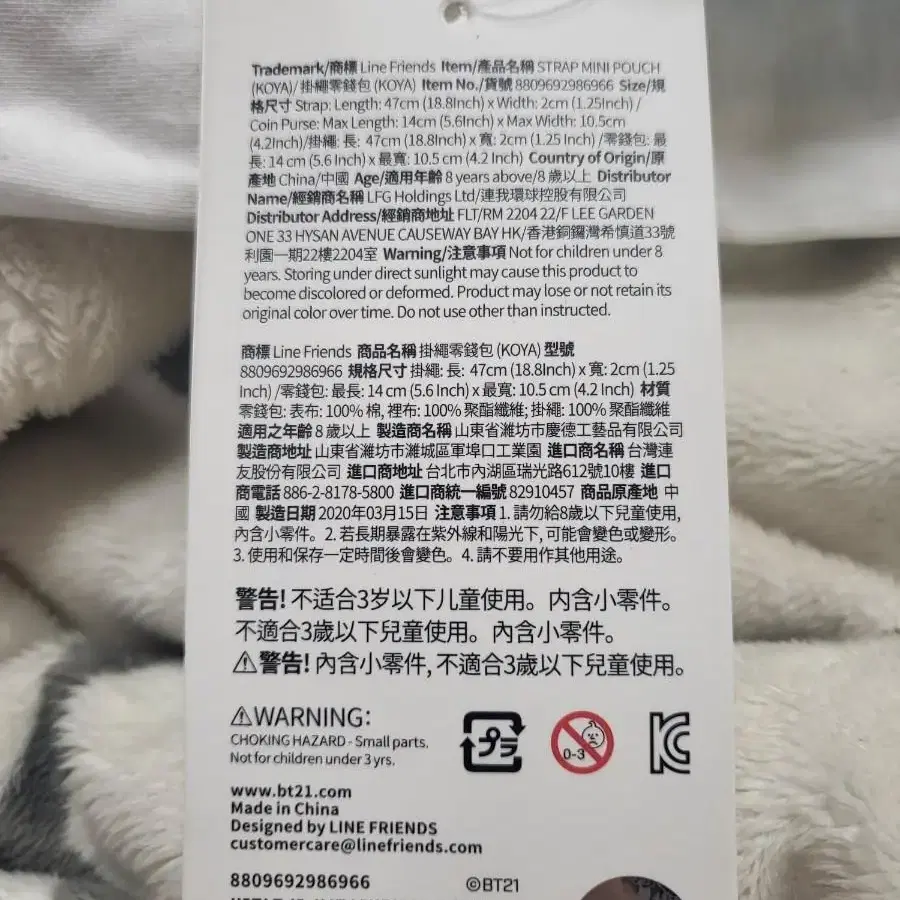 Trademark/商標 Line Friends Item/產品名稱 STRAP MINI POUCH
(KOYA)/ 掛繩零錢包 (KOYA) Item No./貨號 8809692986966 Size/規
格尺寸 Strap: Length: 47cm (18.8Inch) x Width: 2cm (1.25Inch) /
Coin Purse: Max Length: 14cm (5.6Inch) x Max Width: 10.5cm
(4.2Inch)/掛繩: 長: 47cm (18.8Inch) x 寬: 2cm (1.25 Inch) /零錢包: 最
長: 14 cm (5.6 Inch) x 最寬: 10.5 cm (4.2 Inch) Country of Origin/原
產地 China/中國 Age/適用年齡 8 years above/8 歲以上 Distributor
Name/經銷商名稱 LFG Holdings Ltd/連我環球控股有限公司
Distributor Address/經銷商地址 FLT/RM 2204 22/F LEE GARDEN
ONE 33 HYSAN AVENUE CAUSEWAY BAY HK/香港銅鑼灣希慎道33號
利園一期22樓2204室 Warning/注意事項 Not for children under 8
years. Storing under direct sunlight may cause this product to
become discolored or deformed. Product may lose or not retain its
original color over time. Do not use other than instructed.
商標 Line Friends 商品名稱 掛繩零錢包 (KOYA) 型號
8809692986966 規格尺寸 掛繩: 長: 47cm (18.8Inch) x 寬: 2cm (1.25
Inch) /零錢包: 最長: 14 cm (5.6 Inch) x 最寬: 10.5 cm (4.2 Inch) 材質
零錢包: 表布: 100% 棉, 裡布: 100% 聚酯纖維; 掛繩: 100% 聚酯纖維
適用之年齡 8 歲以上 製造商名稱 山東省濰坊市慶德工藝品有限公司
製造商地址 山東省濰坊市濰城區軍埠口工業園 進口商名稱 台灣連
友股份有限公司 進口商地址 台北市內湖區瑞光路612號10樓 進口
商電話 886-2-8178-5800 進口商統一編號 82910457 商品原產地 中
國 製造日期 2020年03月15日 注意事項 1. 請勿給8歲以下兒童使用,
內含小零件。2. 若長期暴露在紫外線和陽光下, 可能會變色或變形。
3. 使用和保存一定時間後會變色。4. 請不要用作其他用途。
警告! 不适合3岁以下儿童使用。内含小零件。
不適合3歲以下兒童使用。內含小零件。
⚠警告! 內含小零件, 不適合3歲以下兒童使用。
⚠WARNING:
CHOKING HAZARD - Small parts.
Not for children under 3 yrs.
プラ
0-3
www.bt21.com
Made in China
Designed by LINE FRIENDS
customercare@linefriends.com
8809692986966 ©BT21